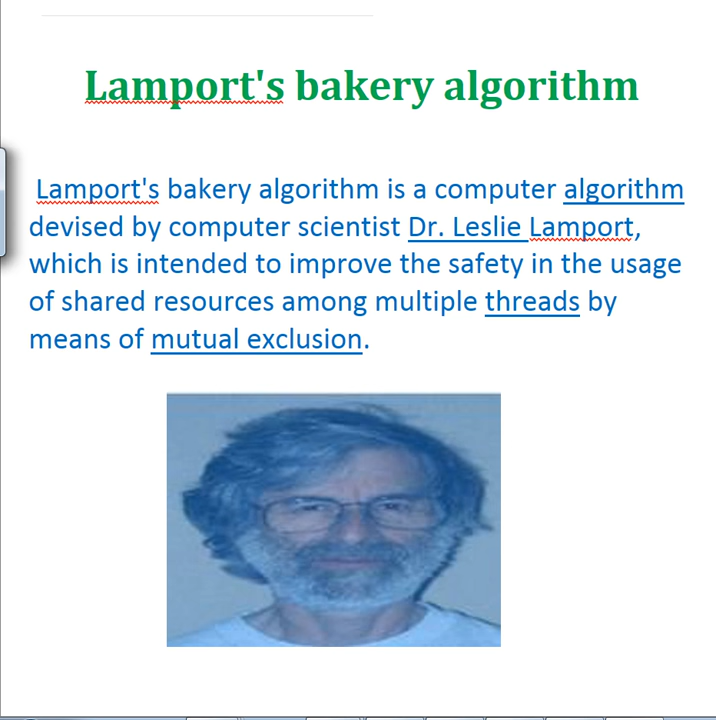 Lamport's bakery algorithm
Lamport's bakery algorithm is a computer algorithm
devised by computer scientist Dr. Leslie Lamport,
which is intended to improve the safety in the usage
of shared resources among multiple threads by
means of mutual exclusion.